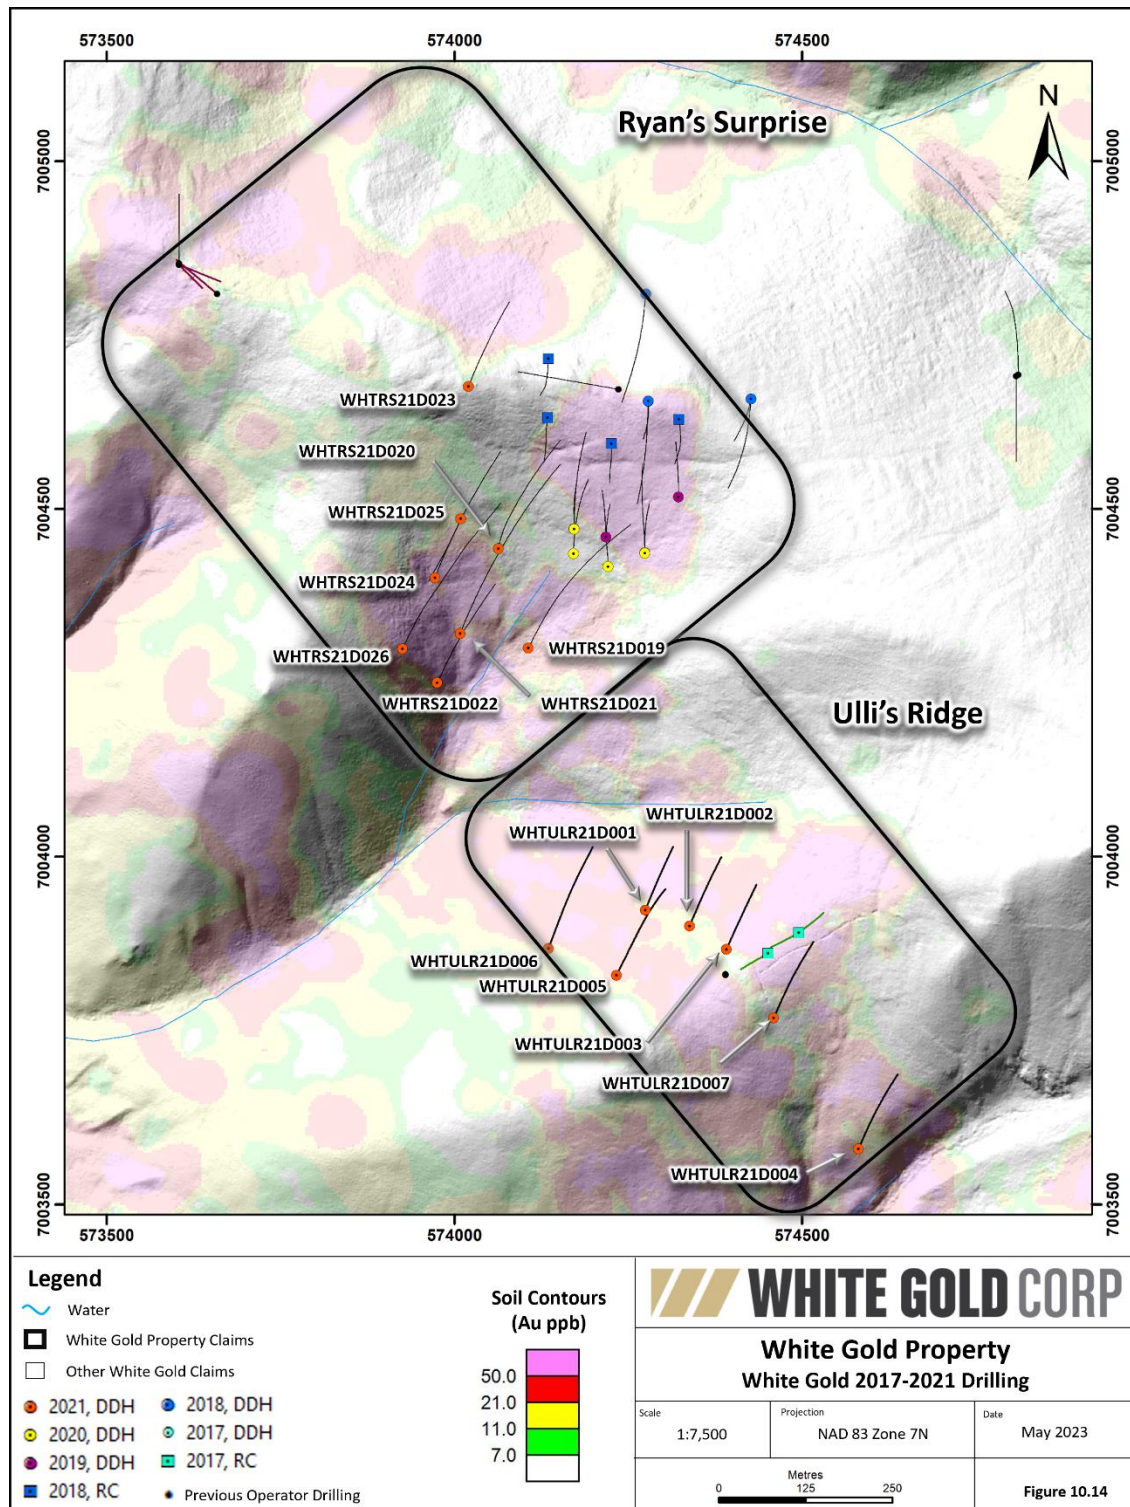 573500 574000 574500
Ryan's Surprise
N
7005000 7005000
WHTRS21D023
WHTRS21D020
WHTRS21D025
7004500 7004500
WHTRS21D024
WHTRS21D026
WHTRS21D019
WHTRS21D022
WHTRS21D021
Ulli's Ridge
WHTULR21D002
WHTULR21D001
7004000 7004000
WHTULR21D006
WHTULR21D005
WHTULR21D003
WHTULR21D007
WHTULR21D004
7003500 7003500
573500 574000 574500
Legend
Water
White Gold Property Claims
Other White Gold Claims
2021, DDH
2020, DDH
2019, DDH
2018, RC
2018, DDH
2017, DDH
2017, RC
Previous Operator Drilling
Soil Contours
(Au ppb)
50.0
21.0
11.0
7.0
WHITE GOLD CORP
White Gold Property
White Gold 2017-2021 Drilling
Scale
1:7,500
Projection
NAD 83 Zone 7N
Date
May 2023
Metres
0 125 250
Figure 10.14